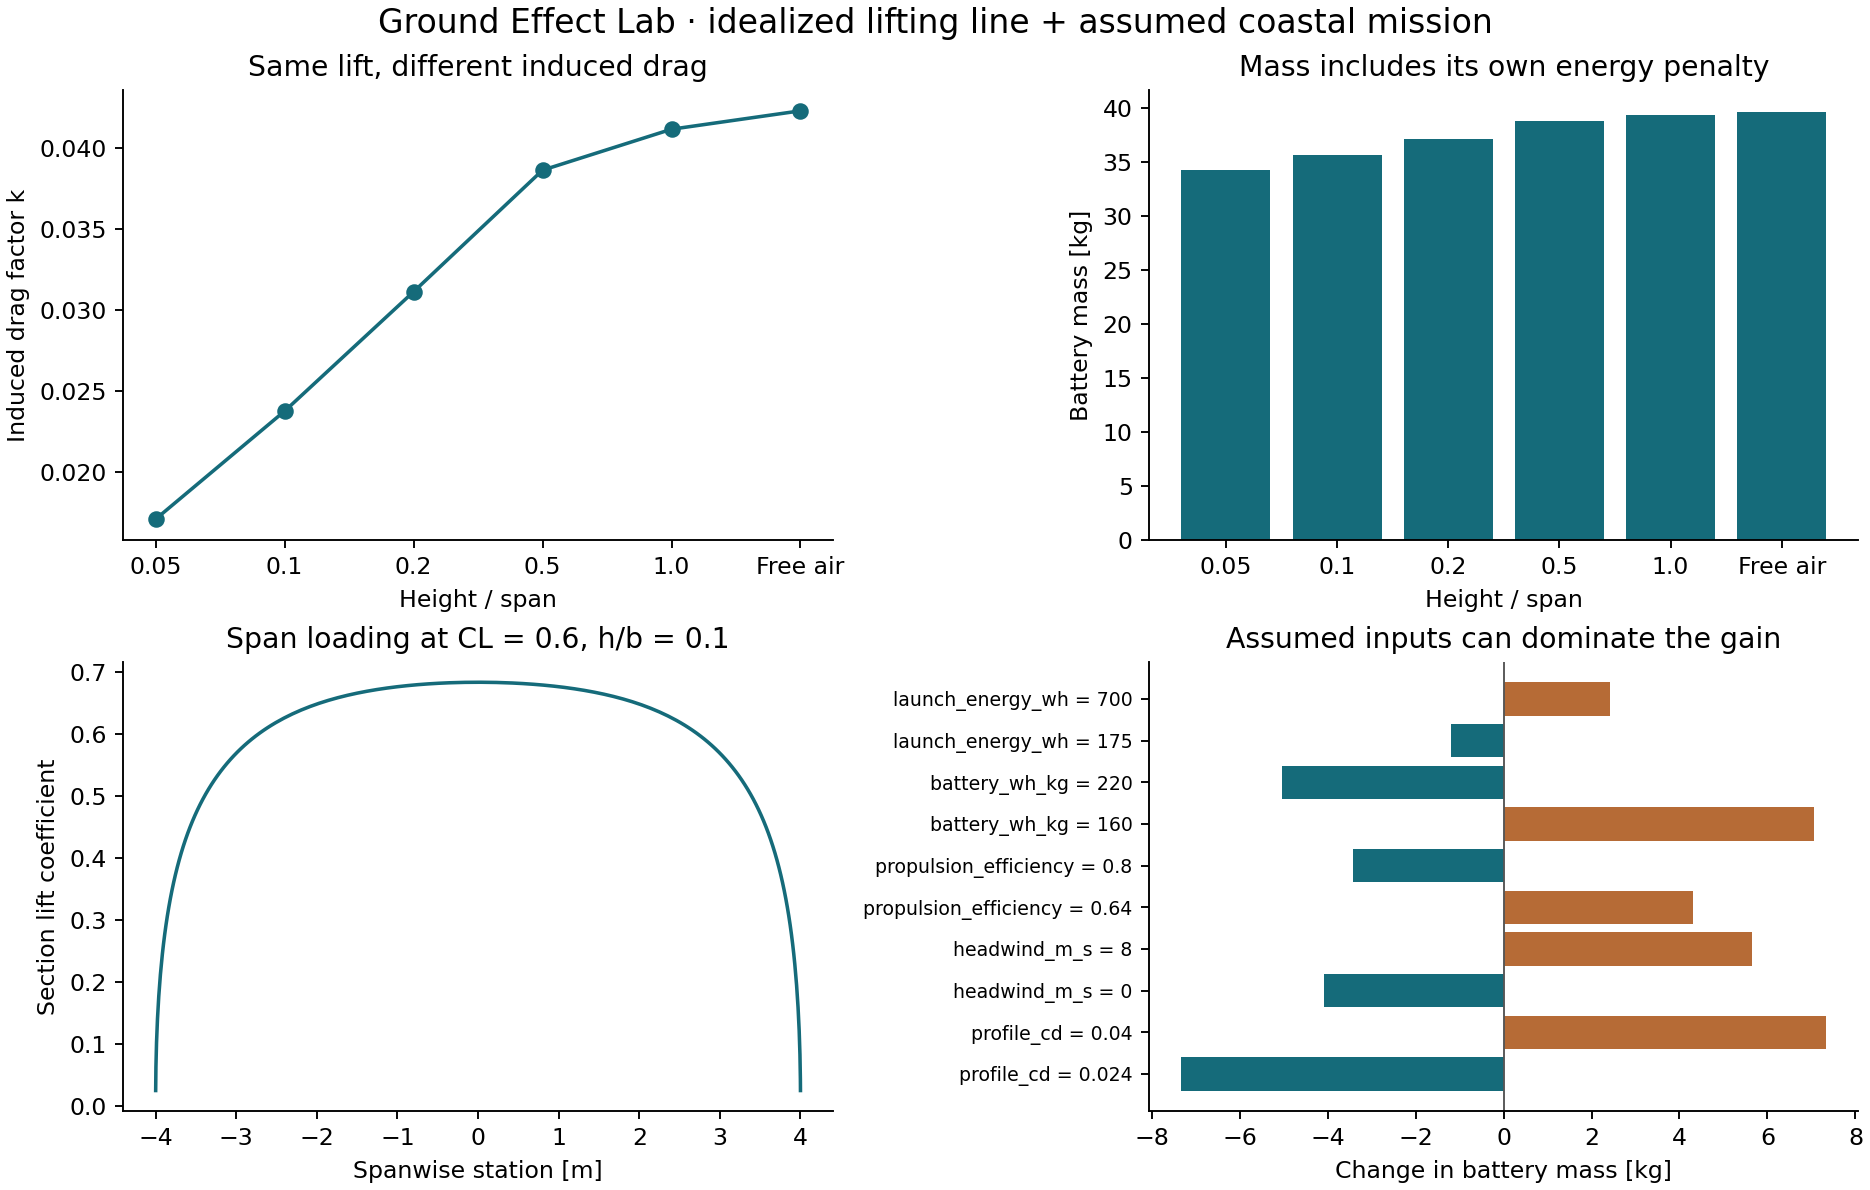 Ground Effect Lab · idealized lifting line + assumed coastal mission
Same lift, different induced drag
Induced drag factor k
0.040
0.035
0.030
0.025
0.020
0.05 0.1 0.2 0.5 1.0 Free air
Height / span
Mass includes its own energy penalty
Battery mass [kg]
40
35
30
25
20
15
10
5
0
0.05 0.1 0.2 0.5 1.0 Free air
Height / span
Span loading at CL = 0.6, h/b = 0.1
Section lift coefficient
0.7
0.6
0.5
0.4
0.3
0.2
0.1
0.0
−4 −3 −2 −1 0 1 2 3 4
Spanwise station [m]
Assumed inputs can dominate the gain
launch_energy_wh = 700
launch_energy_wh = 175
battery_wh_kg = 220
battery_wh_kg = 160
propulsion_efficiency = 0.8
propulsion_efficiency = 0.64
headwind_m_s = 8
headwind_m_s = 0
profile_cd = 0.04
profile_cd = 0.024
−8 −6 −4 −2 0 2 4 6 8
Change in battery mass [kg]